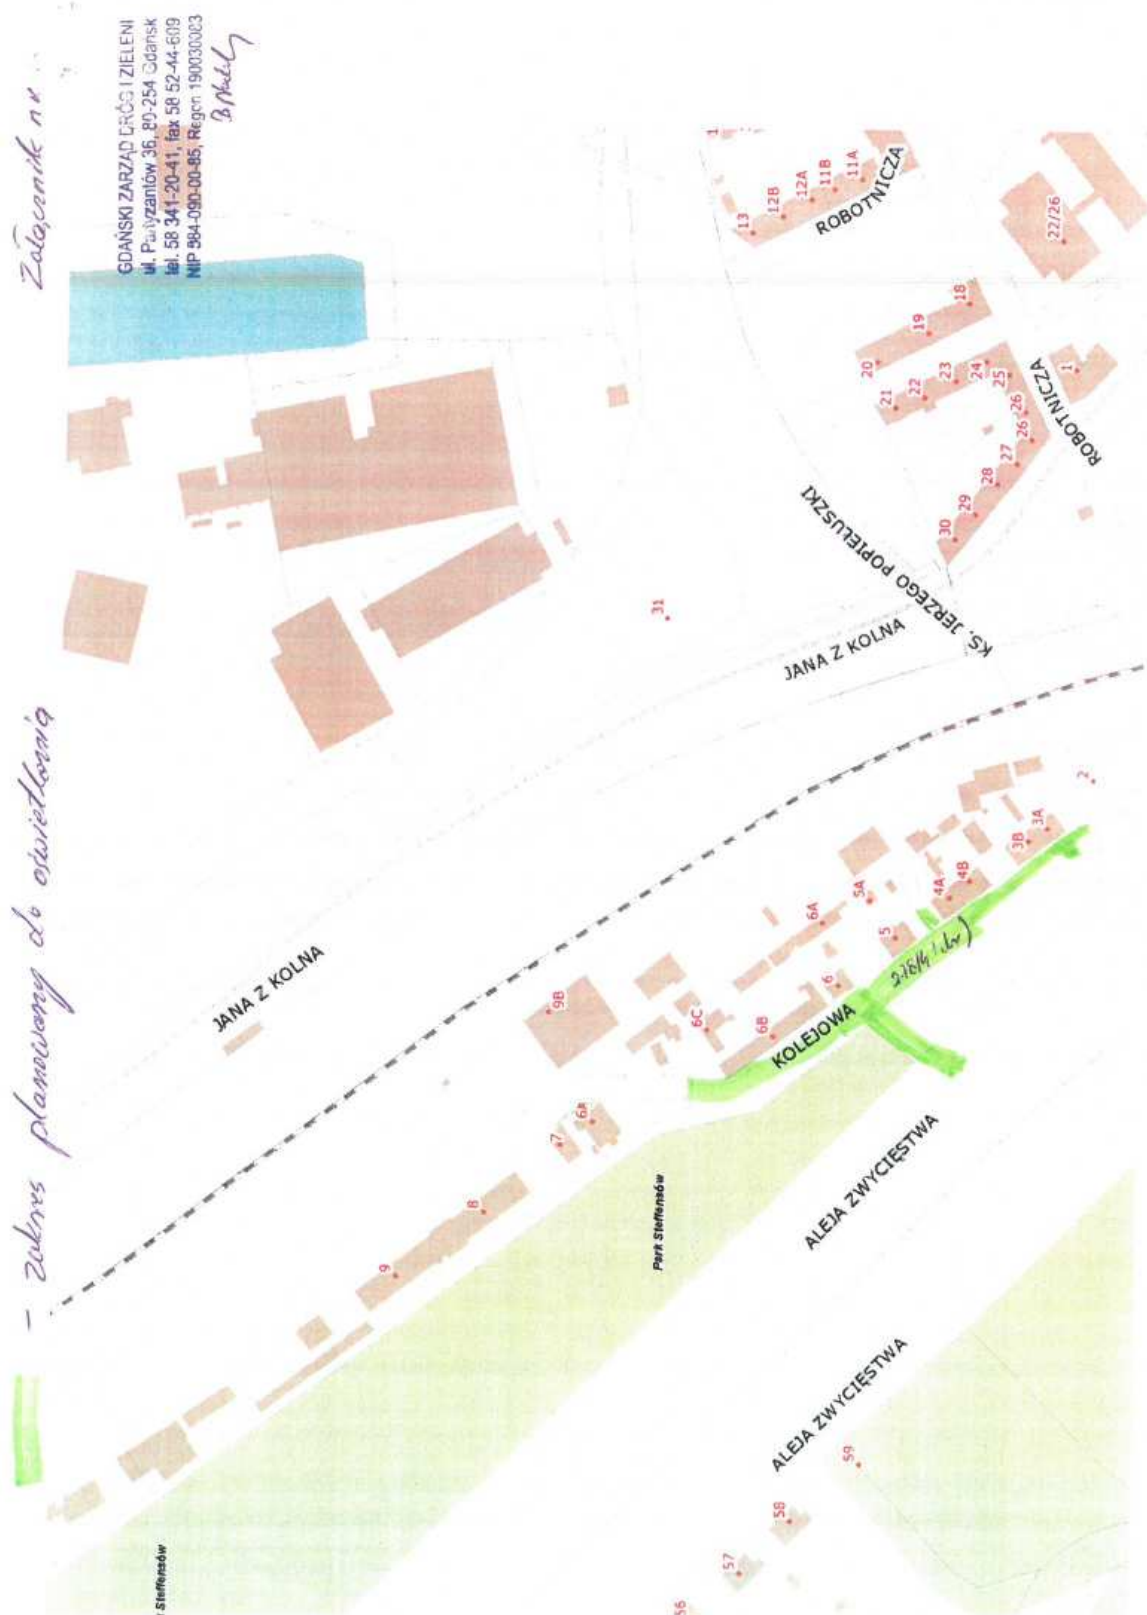 Załącznik nr ..
GDAŃSKI ZARZĄD DRÓG I ZIELENI
ul. Partyzantów 36, 80-254 Gdańsk
tel. 58 341-20-41, fax 58 52-44-609
NIP 584-090-00-85, Regon 190030083
- zakres planowany do oświetlenia
13
12B
12A
11B
11A
ROBOTNICZA
22/26
20
19
18
21
22
23
24
25
26
26
27
28
29
30
1
ROBOTNICZA
KS. JERZEGO POPIEŁUSZKI
31
JANA Z KOLNA
JANA Z KOLNA
2
3A
3B
4B
4A
5A
5
6A
6
6B
6C
9B
KOLEJOWA
7
6A
8
9
Park Steffensów
ALEJA ZWYCIĘSTWA
ALEJA ZWYCIĘSTWA
59
58
57
56
Steffensów